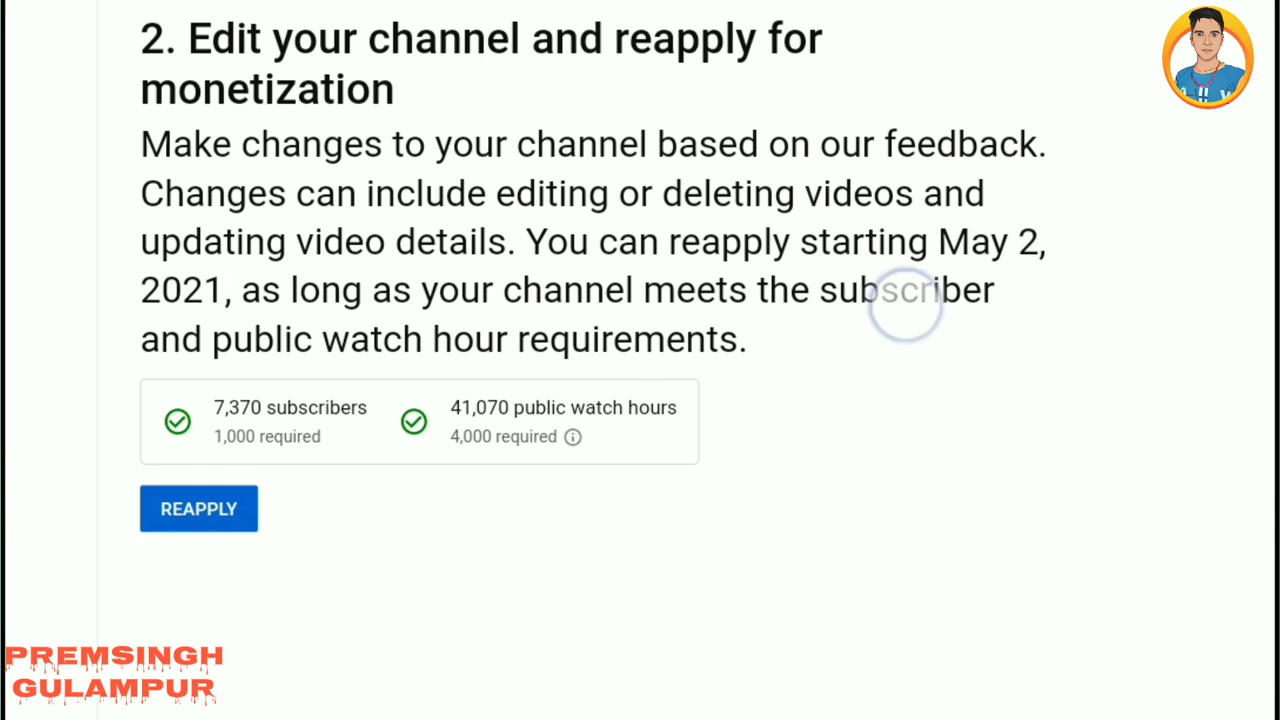 2. Edit your channel and reapply for
monetization
Make changes to your channel based on our feedback.
Changes can include editing or deleting videos and
updating video details. You can reapply starting May 2,
2021, as long as your channel meets the subscriber
and public watch hour requirements.
7,370 subscribers
1,000 required
41,070 public watch hours
4,000 required
REAPPLY
PREMSINGH
GULAMPUR